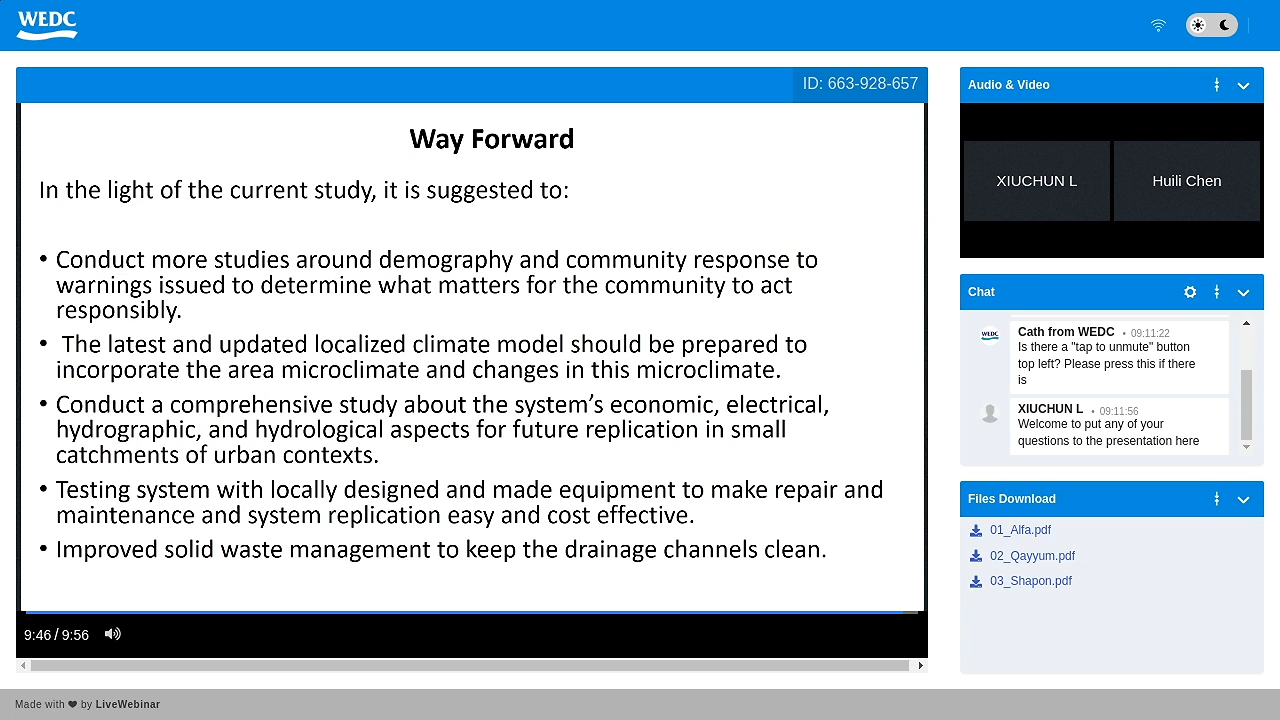 WEDC
ID: 663-928-657
Way Forward
In the light of the current study, it is suggested to:
• Conduct more studies around demography and community response to
warnings issued to determine what matters for the community to act
responsibly.
• The latest and updated localized climate model should be prepared to
incorporate the area microclimate and changes in this microclimate.
• Conduct a comprehensive study about the system's economic, electrical,
hydrographic, and hydrological aspects for future replication in small
catchments of urban contexts.
• Testing system with locally designed and made equipment to make repair and
maintenance and system replication easy and cost effective.
• Improved solid waste management to keep the drainage channels clean.
9:46 / 9:56
Audio & Video
XIUCHUN L
Huili Chen
Chat
WEDC
Cath from WEDC • 09:11:22
Is there a "tap to unmute" button
top left? Please press this if there
is
XIUCHUN L • 09:11:56
Welcome to put any of your
questions to the presentation here
Files Download
01_Alfa.pdf
02_Qayyum.pdf
03_Shapon.pdf
Made with ❤ by LiveWebinar